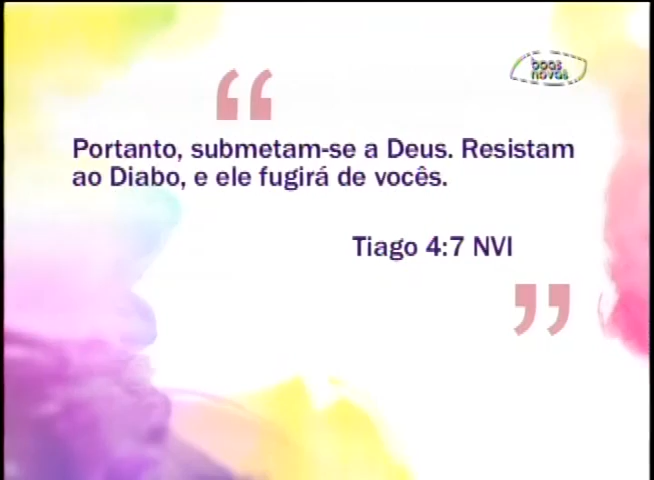 boas
novas
“
Portanto, submetam-se a Deus. Resistam
ao Diabo, e ele fugirá de vocês.
Tiago 4:7 NVI
”